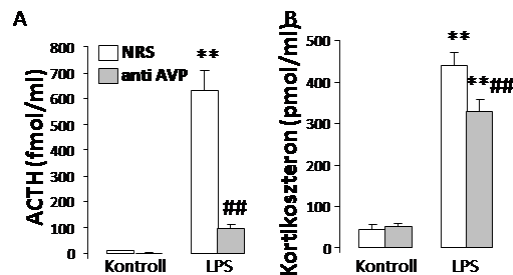 A
ACTH (fmol/ml)
800
700
600
500
400
300
200
100
0
NRS
anti AVP
**
##
Kontroll LPS
B
Kortikoszteron (pmol/ml)
500
400
300
200
100
0
**
**##
Kontroll LPS